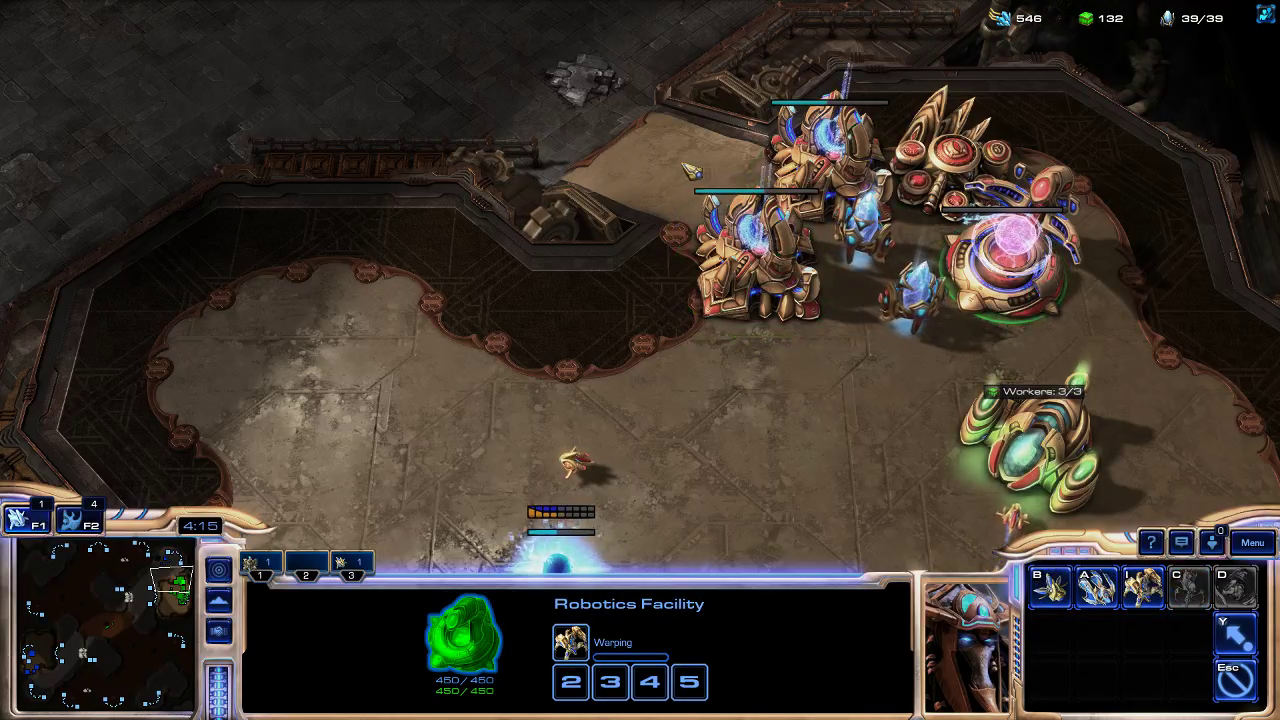 546 132 39/39
Workers: 3/3
1 4
F1 F2
4:15
0
? Menu
1 1
1 2 3
Robotics Facility
Warping
450/450
450/450
2 3 4 5
B A C D
Y
Esc